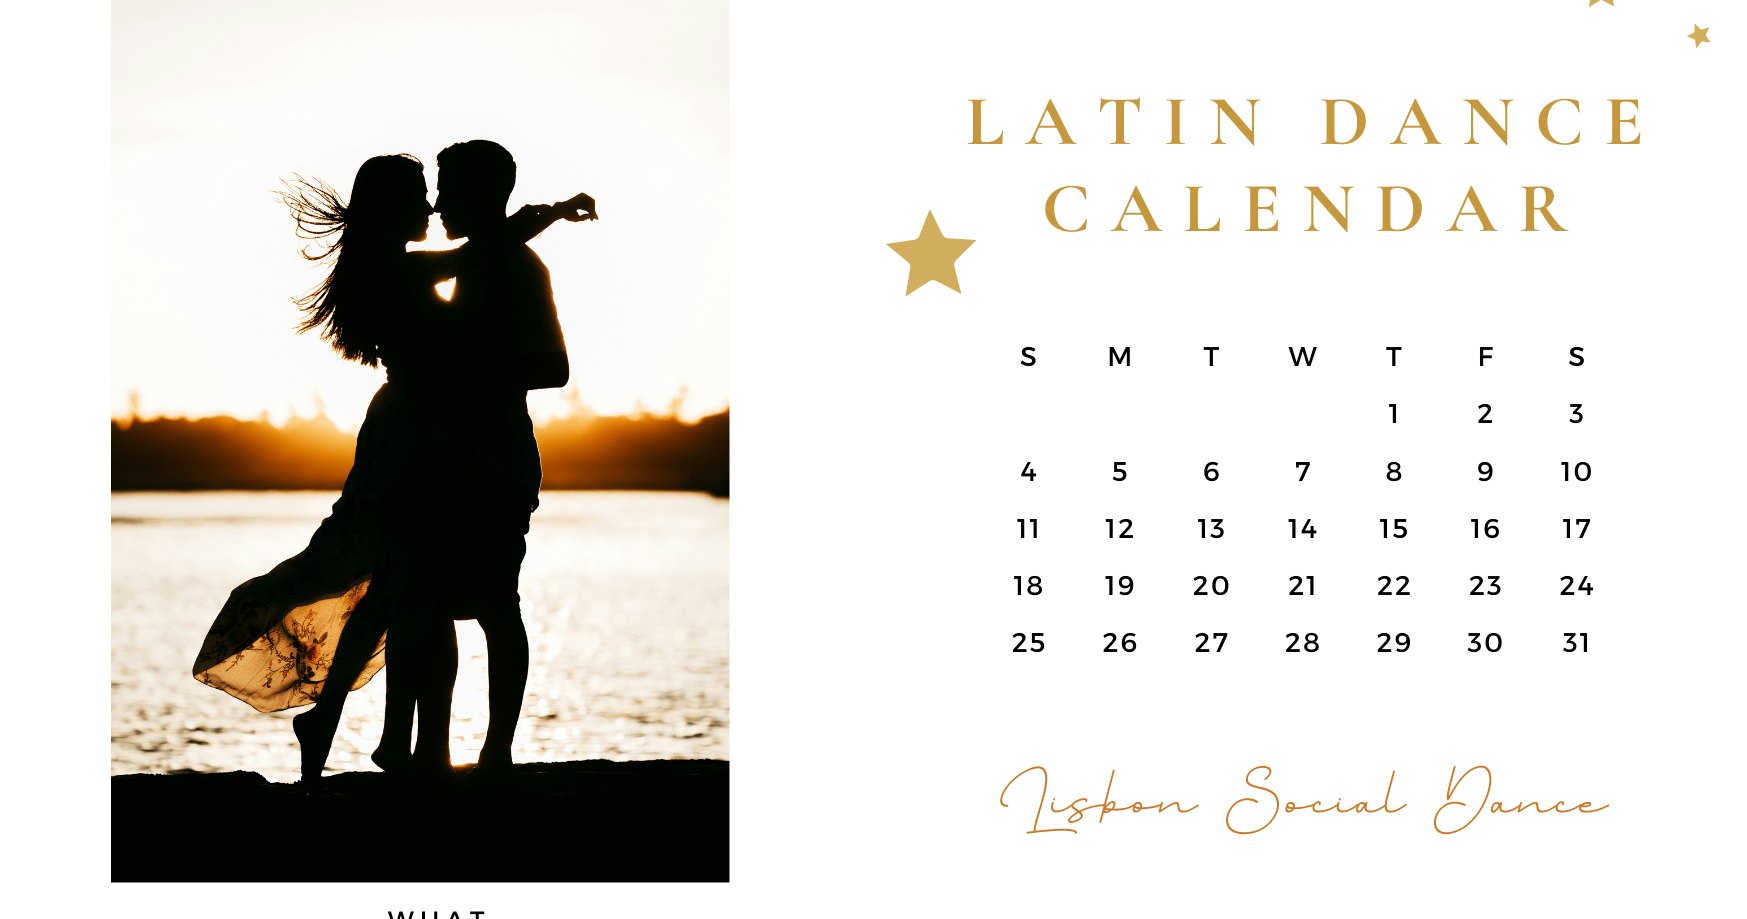 LATIN DANCE
CALENDAR
S M T W T F S
1 2 3
4 5 6 7 8 9 10
11 12 13 14 15 16 17
18 19 20 21 22 23 24
25 26 27 28 29 30 31
Lisbon Social Dance
WHAT